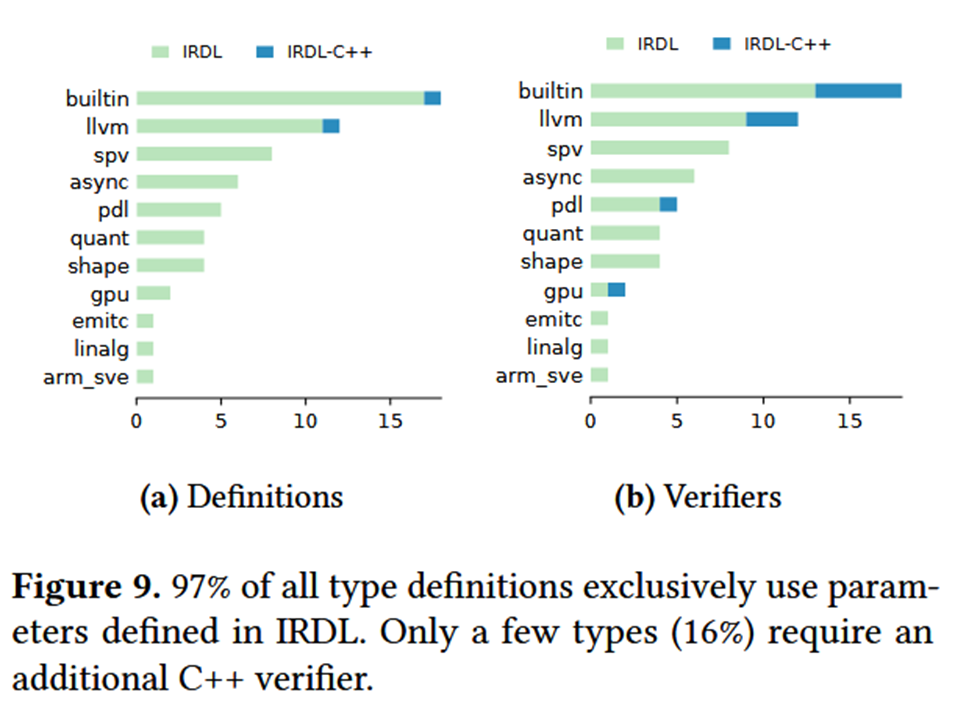 IRDL IRDL-C++
builtin
llvm
spv
async
pdl
quant
shape
gpu
emitc
linalg
arm_sve
0 5 10 15
(a) Definitions
IRDL IRDL-C++
builtin
llvm
spv
async
pdl
quant
shape
gpu
emitc
linalg
arm_sve
0 5 10 15
(b) Verifiers
Figure 9. 97% of all type definitions exclusively use param-
eters defined in IRDL. Only a few types (16%) require an
additional C++ verifier.